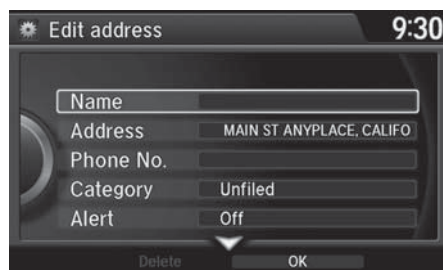 Edit address
9:30
Name
Address MAIN ST ANYPLACE, CALIFO
Phone No.
Category Unfiled
Alert Off
Delete OK